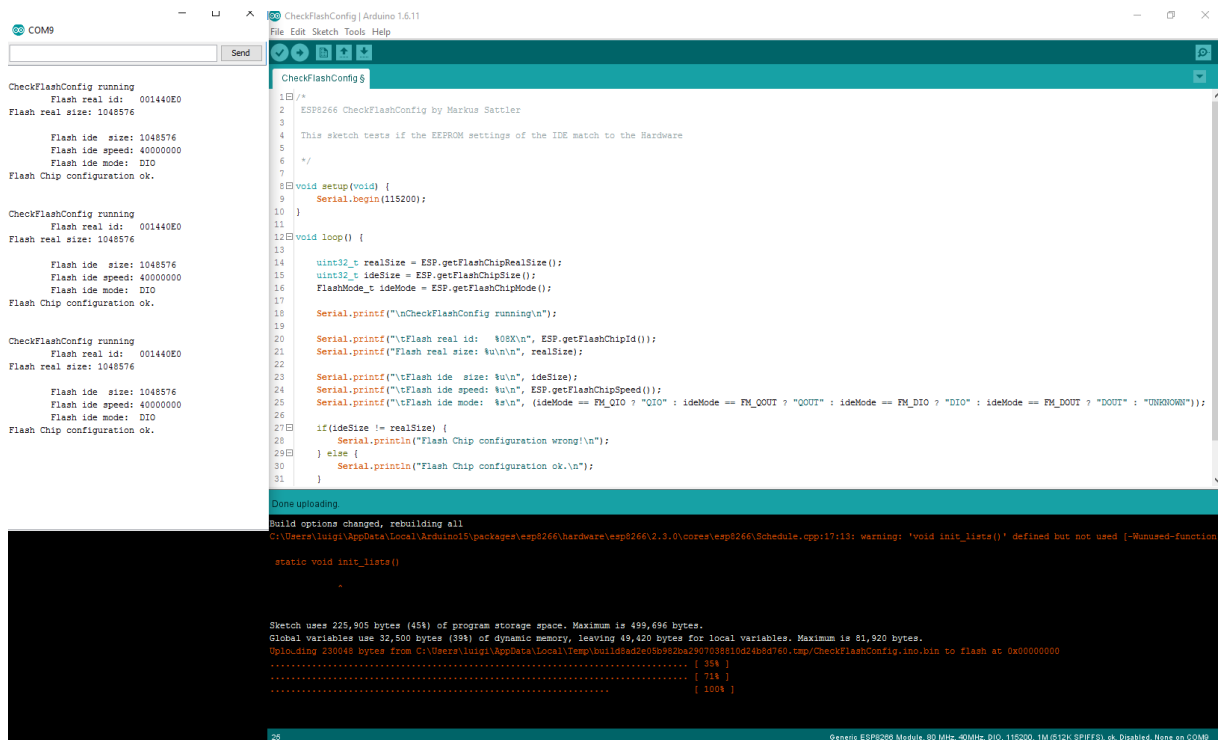 COM9
Send
CheckFlashConfig running
Flash real id:   001440E0
Flash real size: 1048576
Flash ide  size: 1048576
Flash ide speed: 40000000
Flash ide mode:  DIO
Flash Chip configuration ok.
CheckFlashConfig running
Flash real id:   001440E0
Flash real size: 1048576
Flash ide  size: 1048576
Flash ide speed: 40000000
Flash ide mode:  DIO
Flash Chip configuration ok.
CheckFlashConfig running
Flash real id:   001440E0
Flash real size: 1048576
Flash ide  size: 1048576
Flash ide speed: 40000000
Flash ide mode:  DIO
Flash Chip configuration ok.
CheckFlashConfig | Arduino 1.6.11
File Edit Sketch Tools Help
CheckFlashConfig §
1 /*
2 ESP8266 CheckFlashConfig by Markus Sattler
3
4 This sketch tests if the EEPROM settings of the IDE match to the Hardware
5
6 */
7
8 void setup(void) {
9 Serial.begin(115200);
10 }
11
12 void loop() {
13
14 uint32_t realSize = ESP.getFlashChipRealSize();
15 uint32_t ideSize = ESP.getFlashChipSize();
16 FlashMode_t ideMode = ESP.getFlashChipMode();
17
18 Serial.printf("\nCheckFlashConfig running\n");
19
20 Serial.printf("\tFlash real id:   %08X\n", ESP.getFlashChipId());
21 Serial.printf("Flash real size: %u\n\n", realSize);
22
23 Serial.printf("\tFlash ide  size: %u\n", ideSize);
24 Serial.printf("\tFlash ide speed: %u\n", ESP.getFlashChipSpeed());
25 Serial.printf("\tFlash ide mode:  %s\n", (ideMode == FM_QIO ? "QIO" : ideMode == FM_QOUT ? "QOUT" : ideMode == FM_DIO ? "DIO" : ideMode == FM_DOUT ? "DOUT" : "UNKNOWN"));
26
27 if(ideSize != realSize) {
28 Serial.println("Flash Chip configuration wrong!\n");
29 } else {
30 Serial.println("Flash Chip configuration ok.\n");
31 }
Done uploading.
Build options changed, rebuilding all
C:\Users\luigi\AppData\Local\Arduino15\packages\esp8266\hardware\esp8266\2.3.0\cores\esp8266\Schedule.cpp:17:13: warning: 'void init_lists()' defined but not used [-Wunused-function
static void init_lists()
^
Sketch uses 225,905 bytes (45%) of program storage space. Maximum is 499,696 bytes.
Global variables use 32,500 bytes (39%) of dynamic memory, leaving 49,420 bytes for local variables. Maximum is 81,920 bytes.
Uploading 230048 bytes from C:\Users\luigi\AppData\Local\Temp\build8ad2e05b982ba2907038810d24b8d760.tmp/CheckFlashConfig.ino.bin to flash at 0x00000000
................................................................................ [ 35% ]
................................................................................ [ 71% ]
................................................................. [ 100% ]
25
Generic ESP8266 Module, 80 MHz, 40MHz, DIO, 115200, 1M (512K SPIFFS), ck, Disabled, None on COM9